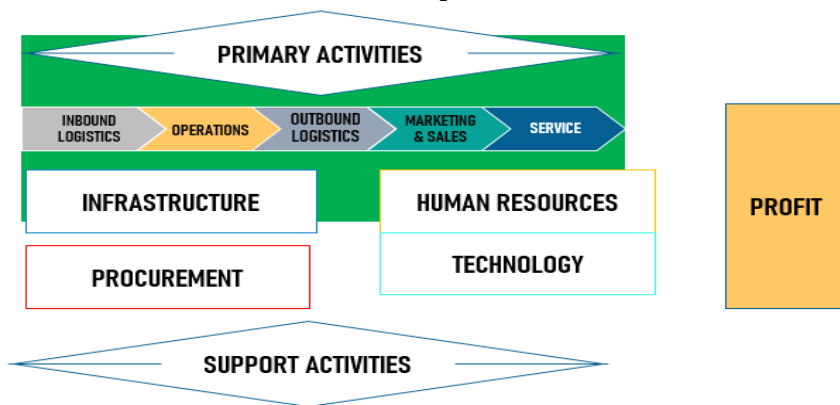 PRIMARY ACTIVITIES
INBOUND
LOGISTICS
OPERATIONS
OUTBOUND
LOGISTICS
MARKETING
& SALES
SERVICE
INFRASTRUCTURE
HUMAN RESOURCES
PROFIT
PROCUREMENT
TECHNOLOGY
SUPPORT ACTIVITIES